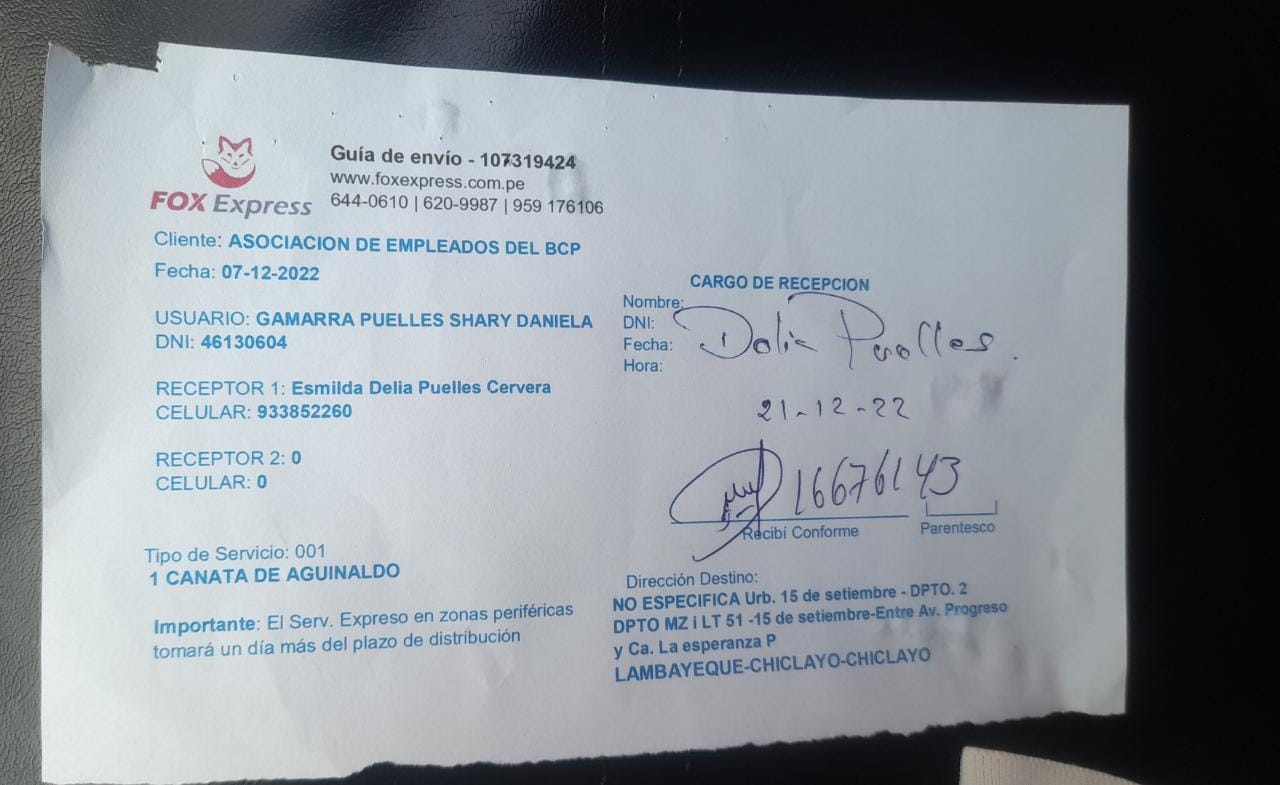 FOX Express
Guía de envío - 107319424
www.foxexpress.com.pe
644-0610 | 620-9987 | 959 176106
Cliente: ASOCIACION DE EMPLEADOS DEL BCP
Fecha: 07-12-2022
USUARIO: GAMARRA PUELLES SHARY DANIELA
DNI: 46130604
RECEPTOR 1: Esmilda Delia Puelles Cervera
CELULAR: 933852260
RECEPTOR 2: 0
CELULAR: 0
Tipo de Servicio: 001
1 CANATA DE AGUINALDO
Importante: El Serv. Expreso en zonas periféricas
tomará un día más del plazo de distribución
CARGO DE RECEPCION
Nombre:
DNI:
Fecha:
Hora:
Delia Puelles.
21-12-22
16676143
Recibí Conforme
Parentesco
Dirección Destino:
NO ESPECIFICA Urb. 15 de setiembre - DPTO. 2
DPTO MZ i LT 51 -15 de setiembre-Entre Av. Progreso
y Ca. La esperanza P
LAMBAYEQUE-CHICLAYO-CHICLAYO